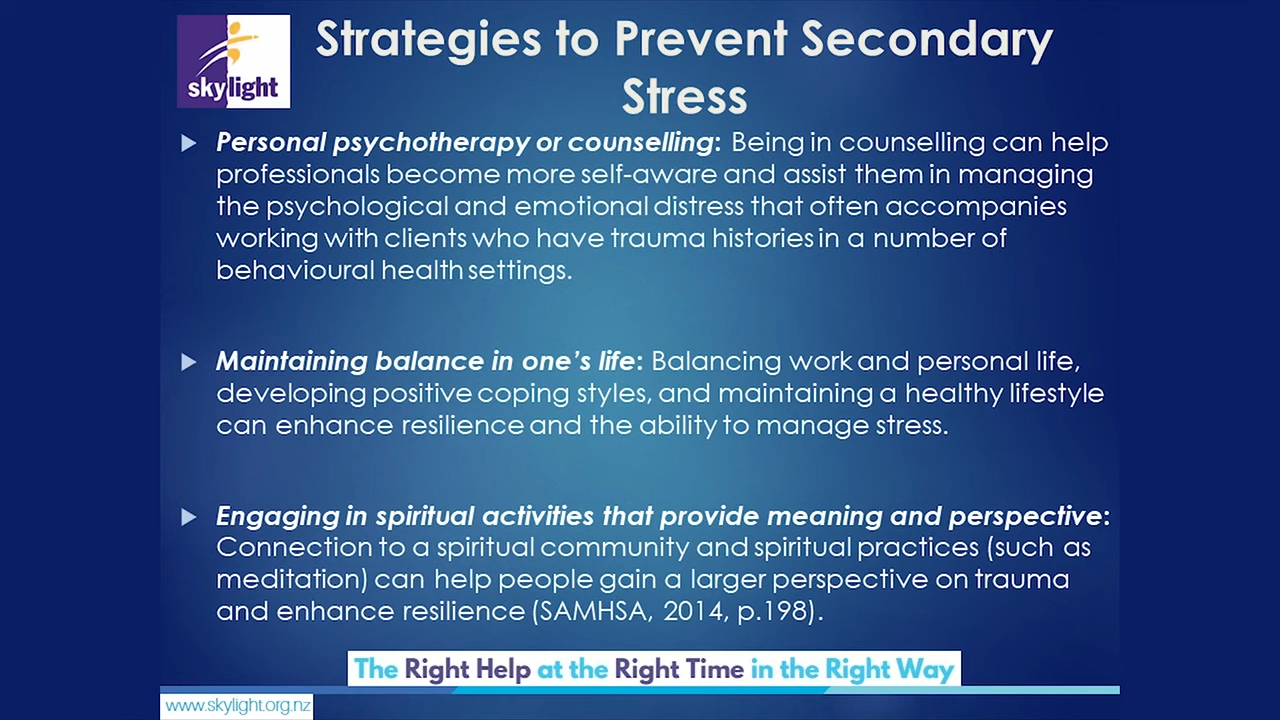 skylight
Strategies to Prevent Secondary
Stress
Personal psychotherapy or counselling: Being in counselling can help
professionals become more self-aware and assist them in managing
the psychological and emotional distress that often accompanies
working with clients who have trauma histories in a number of
behavioural health settings.
Maintaining balance in one's life: Balancing work and personal life,
developing positive coping styles, and maintaining a healthy lifestyle
can enhance resilience and the ability to manage stress.
Engaging in spiritual activities that provide meaning and perspective:
Connection to a spiritual community and spiritual practices (such as
meditation) can help people gain a larger perspective on trauma
and enhance resilience (SAMHSA, 2014, p.198).
The Right Help at the Right Time in the Right Way
www.skylight.org.nz